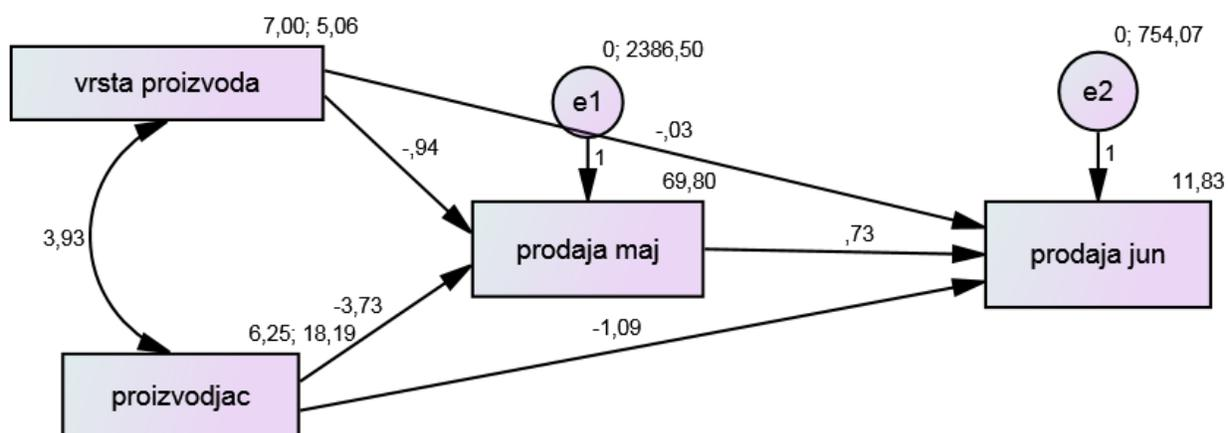 7,00; 5,06
vrsta proizvoda
0; 2386,50
e1
0; 754,07
e2
-,03
-,94
1
1
69,80
11,83
3,93
prodaja maj
,73
prodaja jun
-3,73
6,25; 18,19
-1,09
proizvodjac